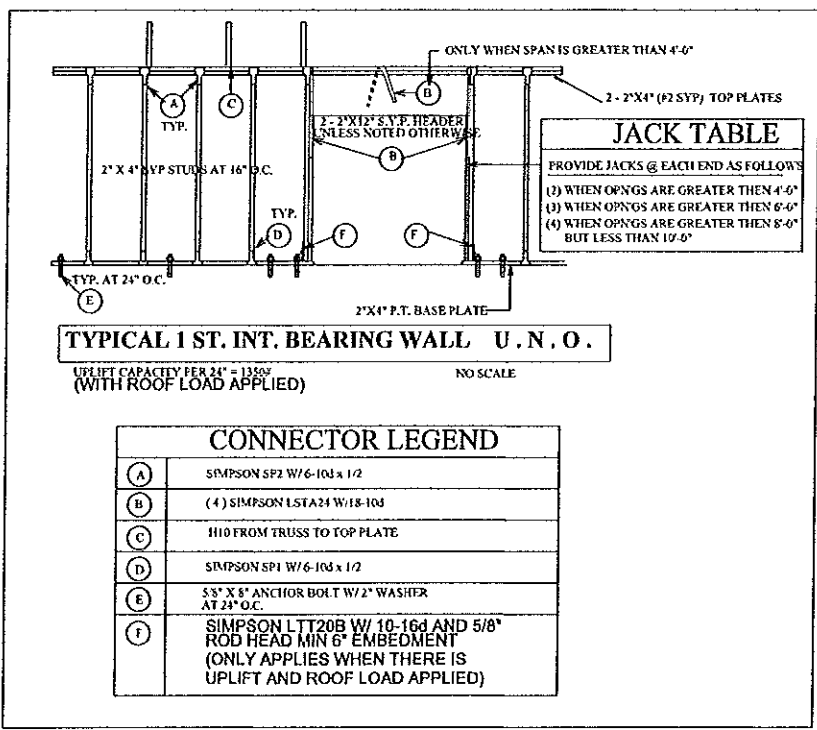 ONLY WHEN SPAN IS GREATER THAN 4'-0"
A
TYP.
C
B
2 - 2"X4" (#2 SYP) TOP PLATES
2 - 2"X12" S.Y.P. HEADER
UNLESS NOTED OTHERWISE
B
2" X 4" SYP STUDS AT 16" O.C.
JACK TABLE
PROVIDE JACKS @ EACH END AS FOLLOWS
(2) WHEN OPNGS ARE GREATER THEN 4'-0"
(3) WHEN OPNGS ARE GREATER THEN 6'-0"
(4) WHEN OPNGS ARE GREATER THEN 8'-0"
BUT LESS THAN 10'-0"
TYP.
D
F
F
TYP. AT 24" O.C.
E
2"X4" P.T. BASE PLATE
TYPICAL 1 ST. INT. BEARING WALL U.N.O.
UPLIFT CAPACITY PER 24" = 1350#
(WITH ROOF LOAD APPLIED)
NO SCALE
CONNECTOR LEGEND
A SIMPSON SP2 W/ 6-10d x 1/2
B (4) SIMPSON LSTA24 W/18-10d
C H10 FROM TRUSS TO TOP PLATE
D SIMPSON SP1 W/ 6-10d x 1/2
E 5/8" X 8" ANCHOR BOLT W/ 2" WASHER
AT 24" O.C.
F SIMPSON LTT20B W/ 10-16d AND 5/8"
ROD HEAD MIN 6" EMBEDMENT
(ONLY APPLIES WHEN THERE IS
UPLIFT AND ROOF LOAD APPLIED)